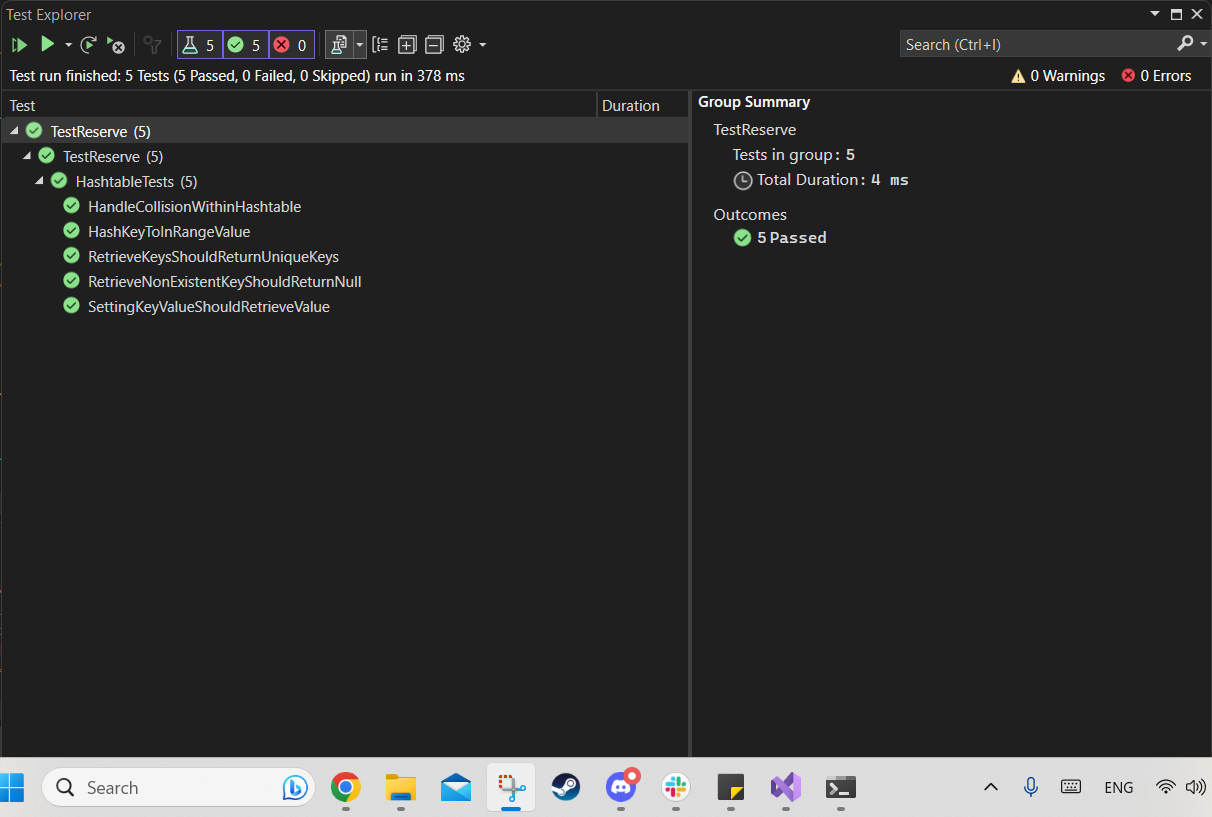 Test Explorer
5 5 0
Search (Ctrl+I)
Test run finished: 5 Tests (5 Passed, 0 Failed, 0 Skipped) run in 378 ms
0 Warnings 0 Errors
Test Duration
TestReserve (5)
TestReserve (5)
HashtableTests (5)
HandleCollisionWithinHashtable
HashKeyToInRangeValue
RetrieveKeysShouldReturnUniqueKeys
RetrieveNonExistentKeyShouldReturnNull
SettingKeyValueShouldRetrieveValue
Group Summary
TestReserve
Tests in group: 5
Total Duration: 4 ms
Outcomes
5 Passed
Search
ENG